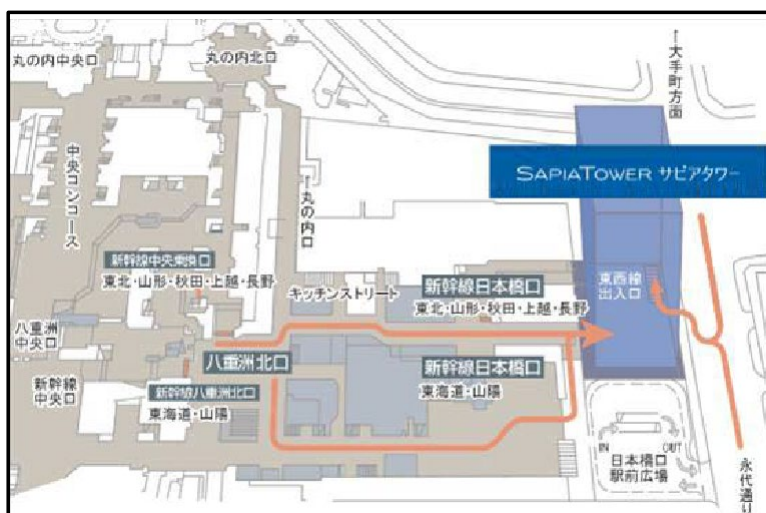 丸の内中央口
丸の内北口
←大手町方面
中央コンコース
←丸の内口
SAPIATOWER サピアタワー
新幹線中央乗換口
東北・山形・秋田・上越・長野
キッチンストリート
新幹線日本橋口
東北・山形・秋田・上越・長野
東西線
出入口
八重洲
中央口
八重洲北口
新幹線
中央口
新幹線八重洲北口
東海道・山陽
新幹線日本橋口
東海道・山陽
IN
OUT
日本橋口
駅前広場
永代通り